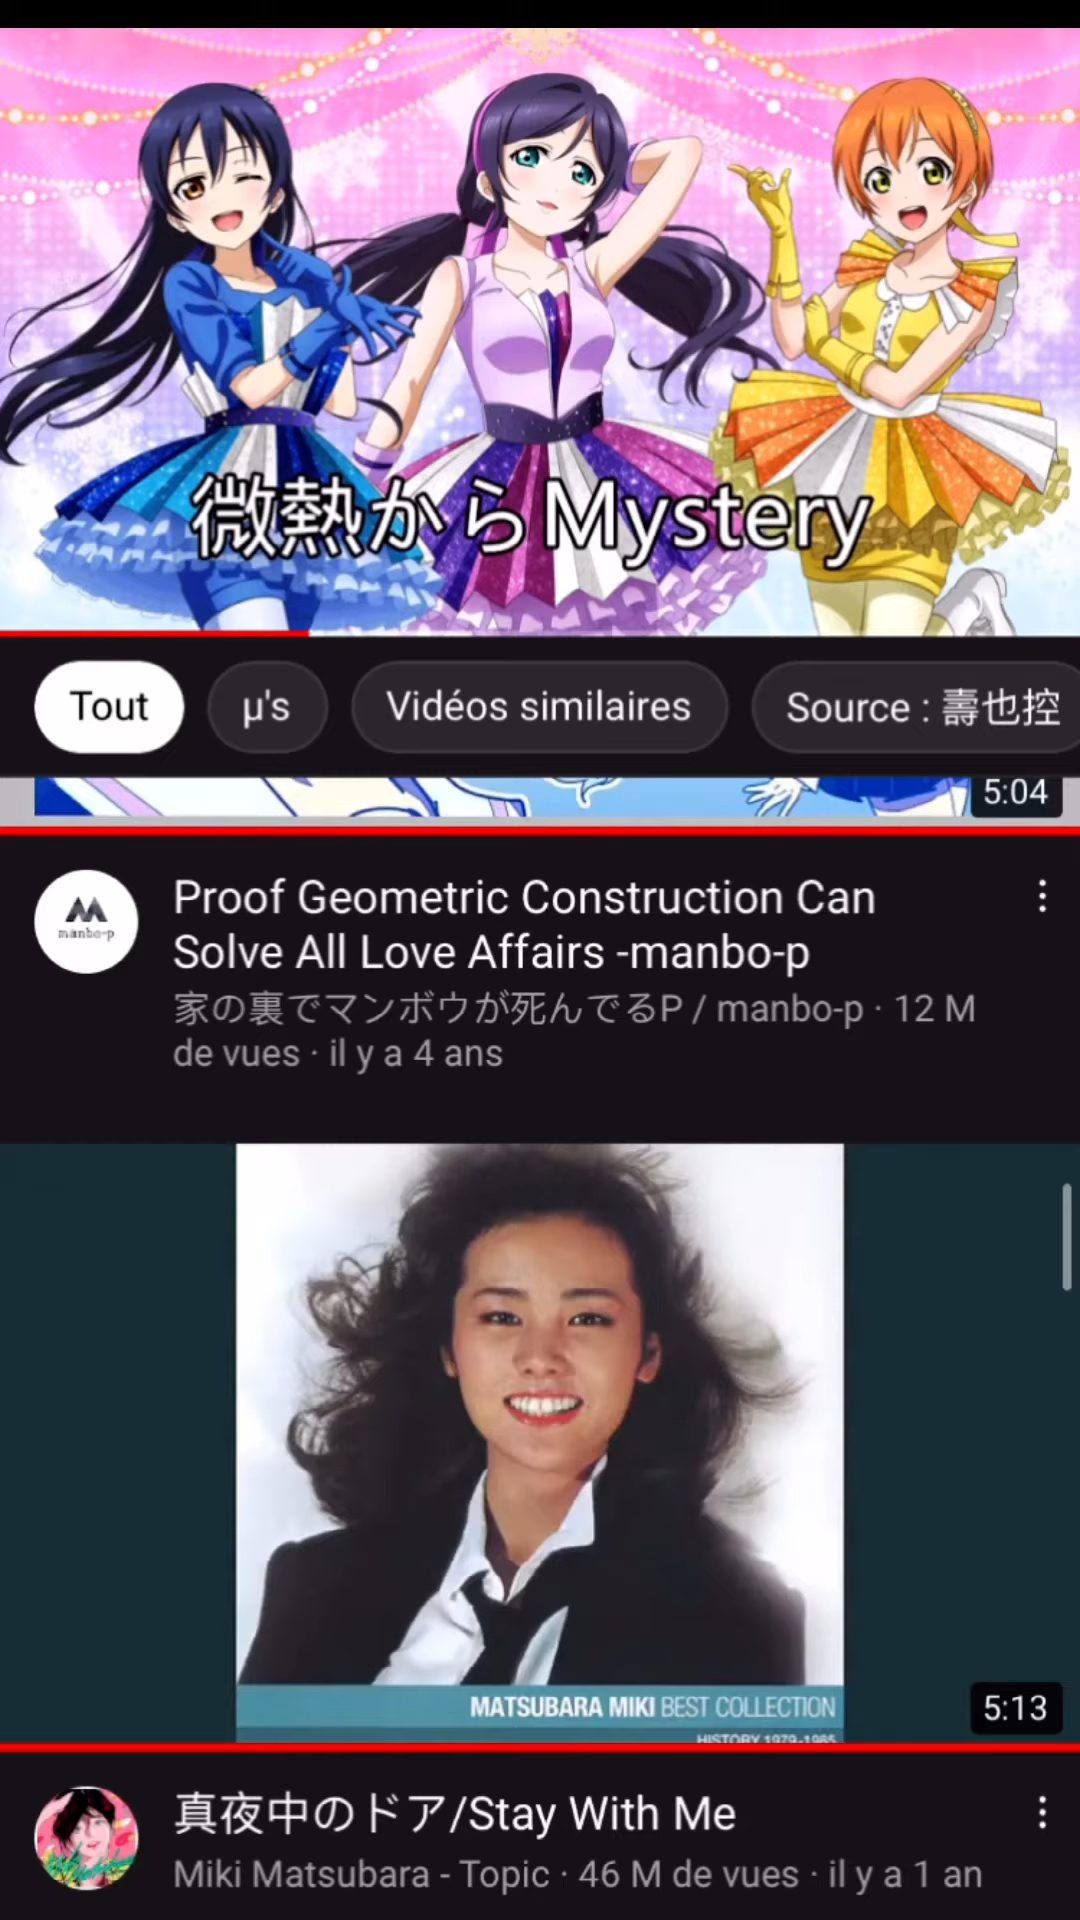 微熱からMystery
Tout
μ's
Vidéos similaires
Source : 壽也控
5:04
manbo-p
Proof Geometric Construction Can
Solve All Love Affairs -manbo-p
家の裏でマンボウが死んでるP / manbo-p · 12 M
de vues · il y a 4 ans
MATSUBARA MIKI BEST COLLECTION
HISTORY 1979-1985
5:13
真夜中のドア/Stay With Me
Miki Matsubara - Topic · 46 M de vues · il y a 1 an